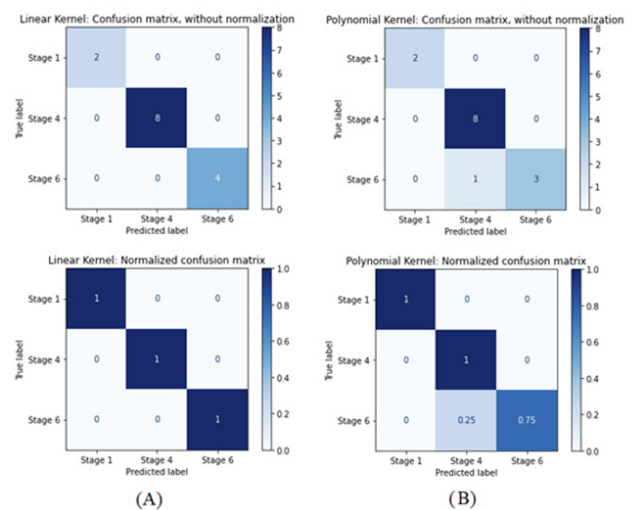 Linear Kernel: Confusion matrix, without normalization
Stage 1 2 0 0
Stage 4 0 8 0
Stage 6 0 0 4
Stage 1 Stage 4 Stage 6
Predicted label
True label
8
7
6
5
4
3
2
1
0
Polynomial Kernel: Confusion matrix, without normalization
Stage 1 2 0 0
Stage 4 0 8 0
Stage 6 0 1 3
Stage 1 Stage 4 Stage 6
Predicted label
True label
8
7
6
5
4
3
2
1
0
Linear Kernel: Normalized confusion matrix
Stage 1 1 0 0
Stage 4 0 1 0
Stage 6 0 0 1
Stage 1 Stage 4 Stage 6
Predicted label
True label
1.0
0.8
0.6
0.4
0.2
0.0
Polynomial Kernel: Normalized confusion matrix
Stage 1 1 0 0
Stage 4 0 1 0
Stage 6 0 0.25 0.75
Stage 1 Stage 4 Stage 6
Predicted label
True label
1.0
0.8
0.6
0.4
0.2
0.0
(A)
(B)